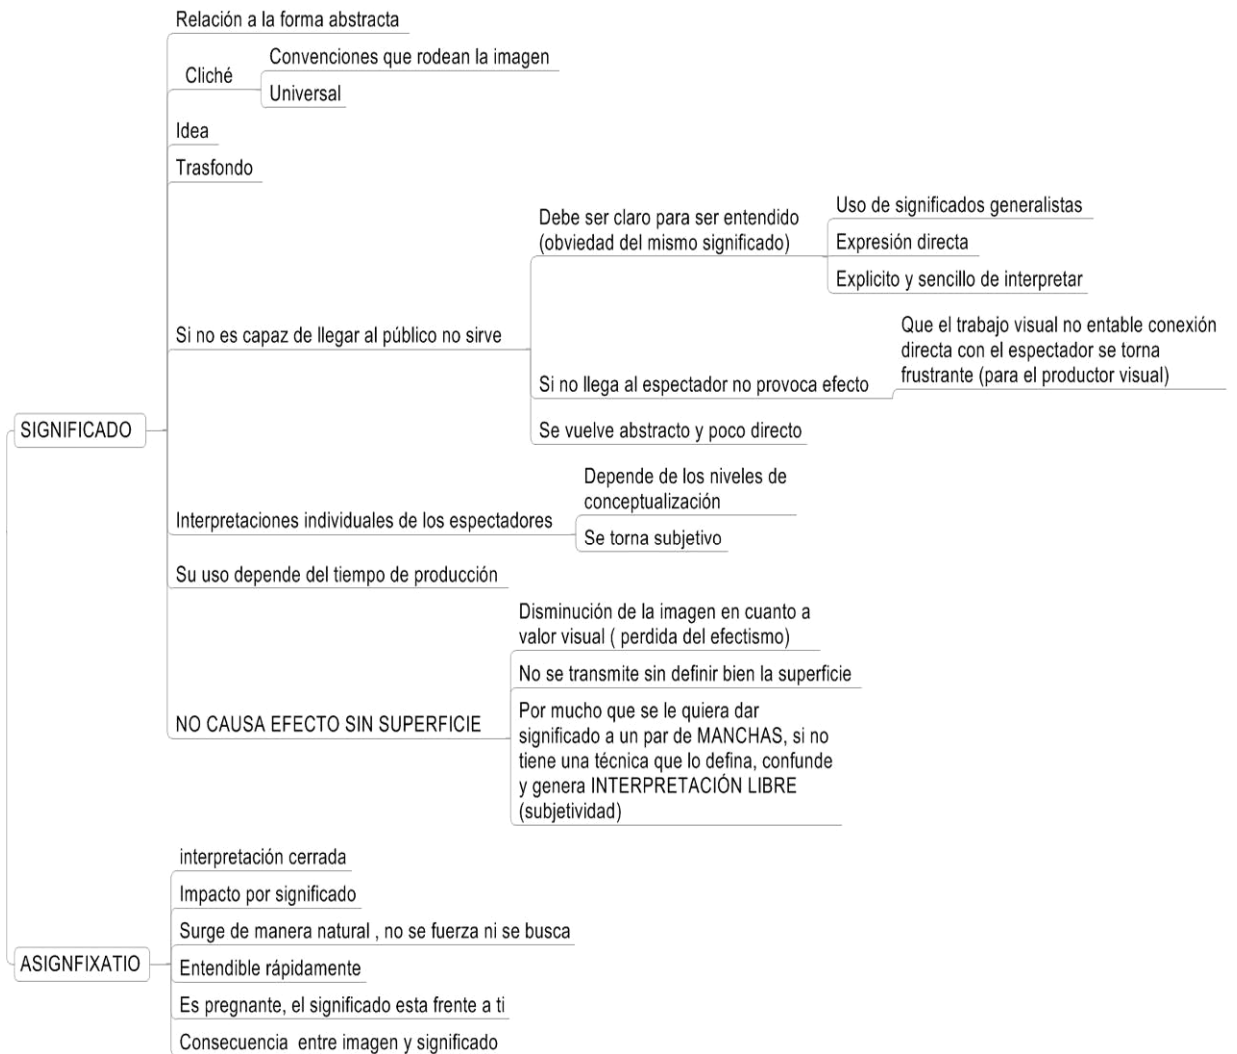 Relación a la forma abstracta
Cliché
Convenciones que rodean la imagen
Universal
Idea
Trasfondo
Si no es capaz de llegar al público no sirve
Debe ser claro para ser entendido
(obviedad del mismo significado)
Uso de significados generalistas
Expresión directa
Explicito y sencillo de interpretar
Si no llega al espectador no provoca efecto
Que el trabajo visual no entable conexión
directa con el espectador se torna
frustrante (para el productor visual)
Se vuelve abstracto y poco directo
SIGNIFICADO
Interpretaciones individuales de los espectadores
Depende de los niveles de
conceptualización
Se torna subjetivo
Su uso depende del tiempo de producción
NO CAUSA EFECTO SIN SUPERFICIE
Disminución de la imagen en cuanto a
valor visual ( perdida del efectismo)
No se transmite sin definir bien la superficie
Por mucho que se le quiera dar
significado a un par de MANCHAS, si no
tiene una técnica que lo defina, confunde
y genera INTERPRETACIÓN LIBRE
(subjetividad)
ASIGNFIXATIO
interpretación cerrada
Impacto por significado
Surge de manera natural , no se fuerza ni se busca
Entendible rápidamente
Es pregnante, el significado esta frente a ti
Consecuencia  entre imagen y significado